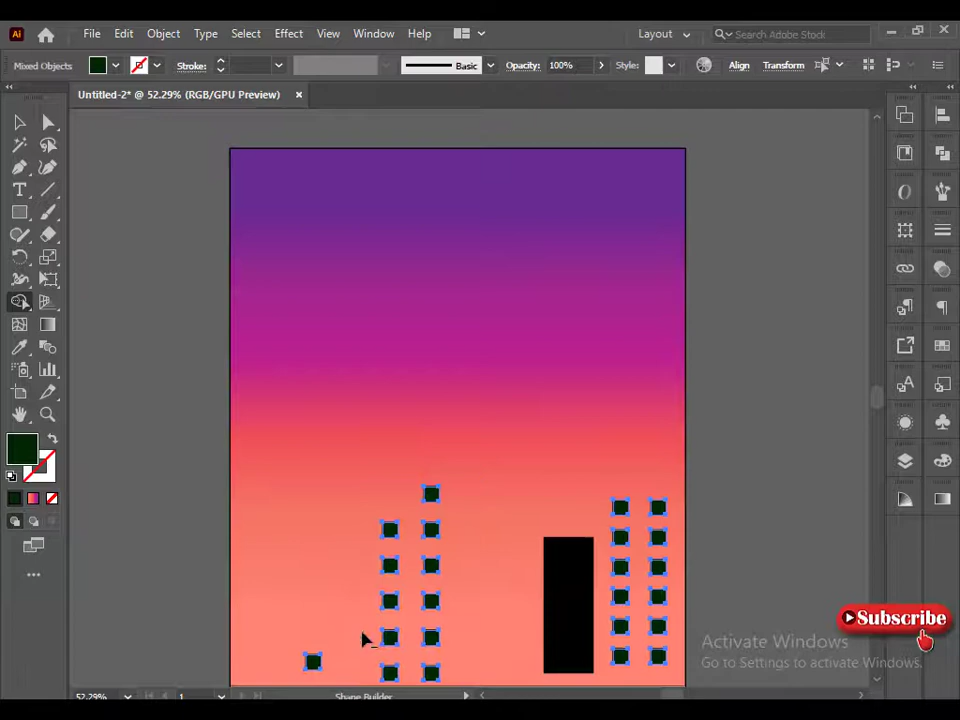 Ai File Edit Object Type Select Effect View Window Help Layout Search Adobe Stock
Mixed Objects Stroke: Basic Opacity: 100% Style: Align Transform
Untitled-2* @ 52.29% (RGB/GPU Preview)
Subscribe
Activate Windows
Go to Settings to activate Windows.
52.29% 1 Shape Builder